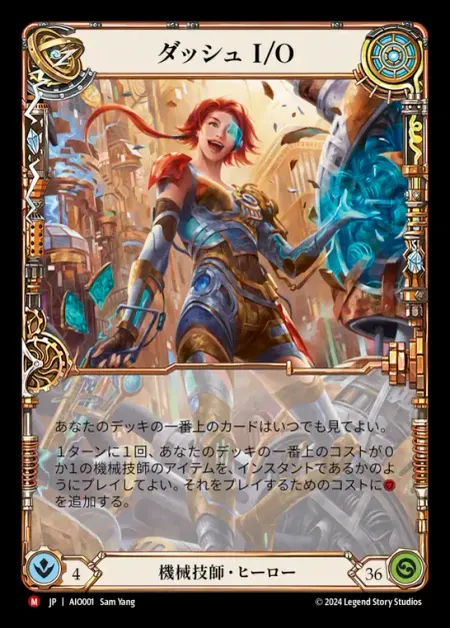 ダッシュ I/O
あなたのデッキの一番上のカードはいつでも見てよい。
１ターンに１回、あなたのデッキの一番上のコストが０
か１の機械技師のアイテムを、インスタントであるかのよ
うにプレイしてよい。それをプレイするためのコストに
を追加する。
4
機械技師・ヒーロー
36
M JP | AIO001 Sam Yang
© 2024 Legend Story Studios